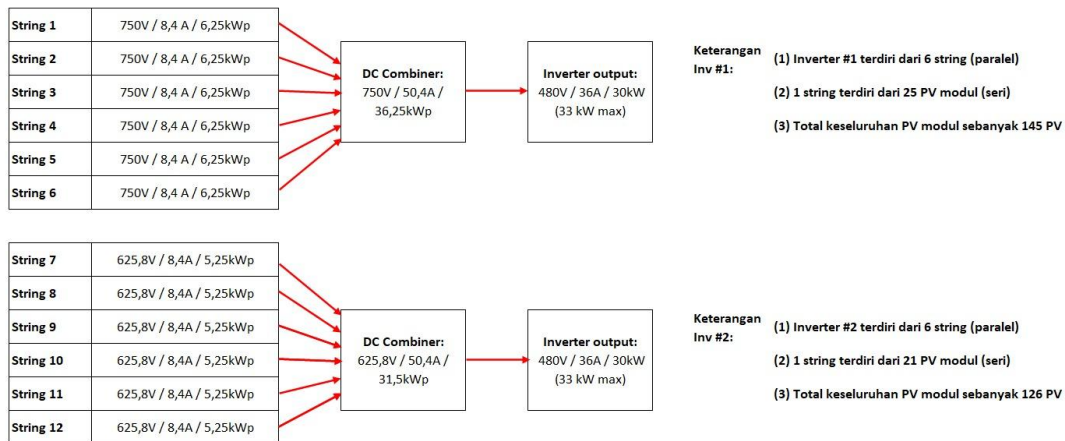 String 1 750V / 8,4 A / 6,25kWp
String 2 750V / 8,4 A / 6,25kWp
String 3 750V / 8,4 A / 6,25kWp
String 4 750V / 8,4 A / 6,25kWp
String 5 750V / 8,4 A / 6,25kWp
String 6 750V / 8,4 A / 6,25kWp
DC Combiner:
750V / 50,4A /
36,25kWp
Inverter output:
480V / 36A / 30kW
(33 kW max)
Keterangan
Inv #1:
(1) Inverter #1 terdiri dari 6 string (paralel)
(2) 1 string terdiri dari 25 PV modul (seri)
(3) Total keseluruhan PV modul sebanyak 145 PV
String 7 625,8V / 8,4A / 5,25kWp
String 8 625,8V / 8,4A / 5,25kWp
String 9 625,8V / 8,4A / 5,25kWp
String 10 625,8V / 8,4A / 5,25kWp
String 11 625,8V / 8,4A / 5,25kWp
String 12 625,8V / 8,4A / 5,25kWp
DC Combiner:
625,8V / 50,4A /
31,5kWp
Inverter output:
480V / 36A / 30kW
(33 kW max)
Keterangan
Inv #2:
(1) Inverter #2 terdiri dari 6 string (paralel)
(2) 1 string terdiri dari 21 PV modul (seri)
(3) Total keseluruhan PV modul sebanyak 126 PV